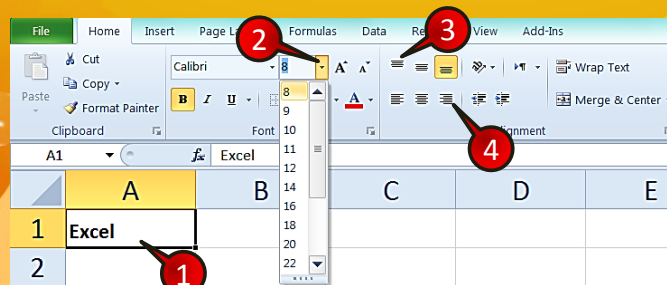 File Home Insert Page La Formulas Data Re View Add-Ins
2 3
Cut
Copy
Format Painter
Paste
Clipboard
Calibri 8 A A
B I U A
Font
Wrap Text
Merge & Center
4
lignment
8
9
10
11
12
14
16
18
20
22
A1 fx Excel
A B C D E
1 Excel
2
1